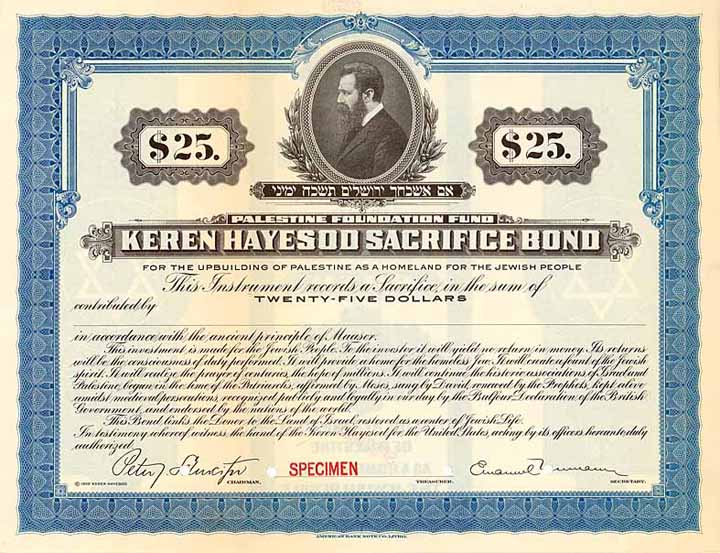 $25. $25.
אם אשכחך ירושלים תשכח ימיני
PALESTINE FOUNDATION FUND
KEREN HAYESOD SACRIFICE BOND
FOR THE UPBUILDING OF PALESTINE AS A HOMELAND FOR THE JEWISH PEOPLE
This Instrument records a Sacrifice, in the sum of
TWENTY-FIVE DOLLARS
contributed by
in accordance with the ancient principle of Maaser.
This investment is made for the Jewish People. To the investor it will yield no return in money. Its returns
will be the consciousness of duty performed. It will provide a home for the homeless Jew. It will create a fount of the Jewish
spirit. It will realize the prayer of centuries, the hope of millions. It will continue the historic associations of Israel and
Palestine, began in the time of the Patriarchs, affirmed by Moses, sung by David, renewed by the Prophets, kept alive
amidst medieval persecutions, recognized publicly and legally in our day by the Balfour Declaration of the British
Government, and endorsed by the nations of the world.
This Bond links the Donor to the Land of Israel restored as a center of Jewish Life.
In testimony whereof witness the hand of the Keren Hayesod for the United States, acting by its officers hereunto duly
authorized.
SPECIMEN Emanuel Neumann
KEREN HAYESOD CHAIRMAN. TREASURER. SECRETARY.
AMERICAN BANK NOTE CO. LITHO.